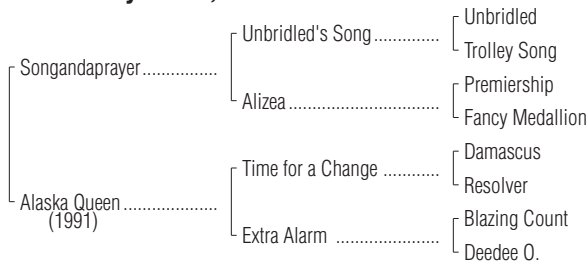 Unbridled
Unbridled's Song
Trolley Song
Songandaprayer
Premiership
Alizea
Fancy Medallion
Damascus
Time for a Change
Resolver
Alaska Queen
(1991)
Blazing Count
Extra Alarm
Deedee O.